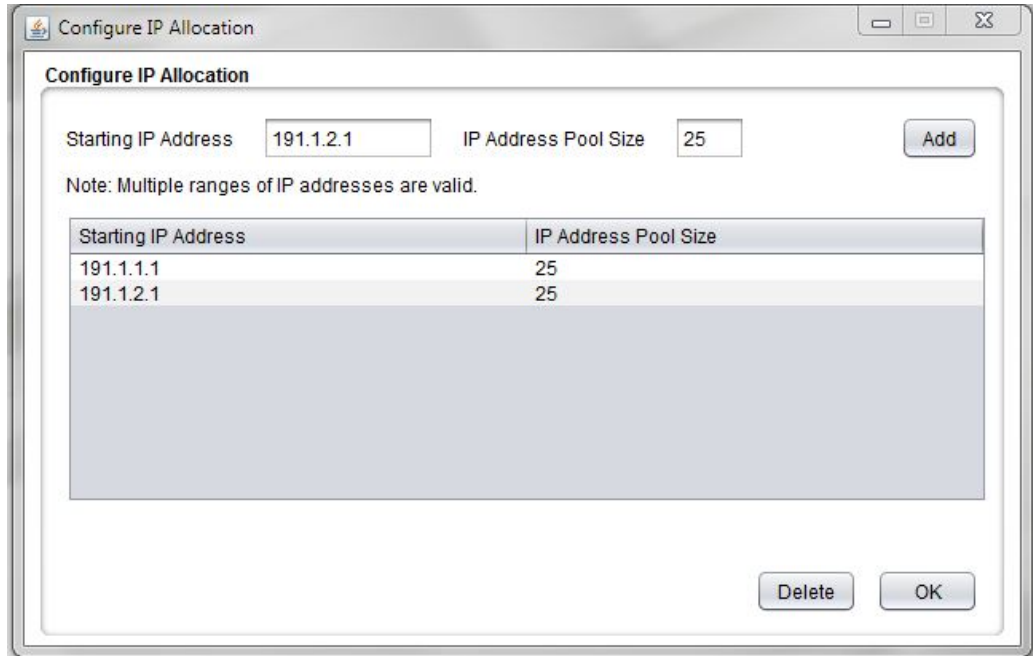 Configure IP Allocation
Configure IP Allocation
Starting IP Address 191.1.2.1 IP Address Pool Size 25 Add
Note: Multiple ranges of IP addresses are valid.
Starting IP Address IP Address Pool Size
191.1.1.1 25
191.1.2.1 25
Delete OK